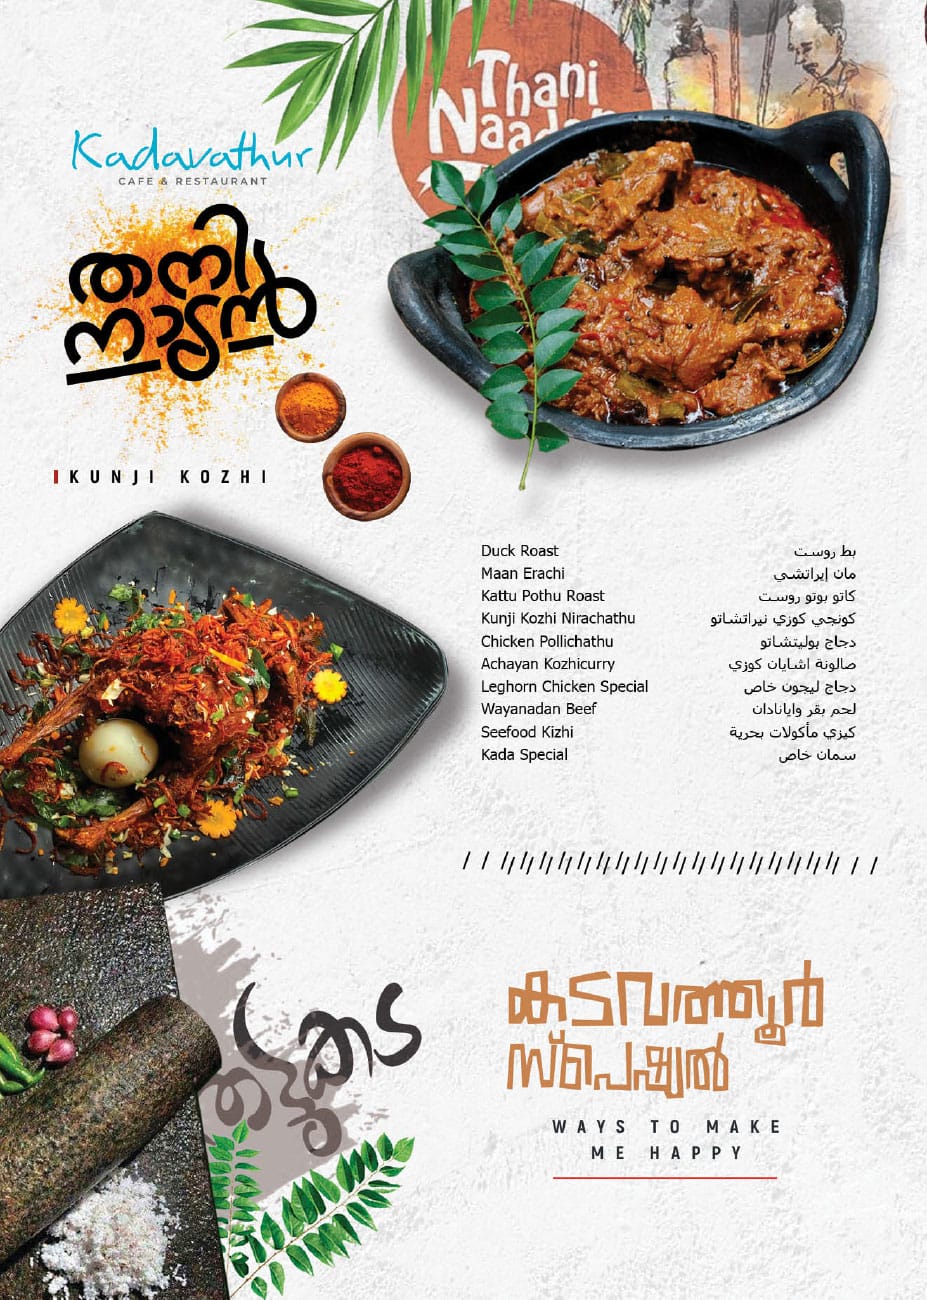 Thani
Kadavathur
CAFE & RESTAURANT
തനി
നാടൻ
KUNJI KOZHI
Duck Roast بط روست
Maan Erachi مان إيراتشي
Kattu Pothu Roast كاتو بوتو روست
Kunji Kozhi Nirachathu كونجي كوزي نيراتشاتو
Chicken Pollichathu دجاج بوليتشاتو
Achayan Kozhicurry صالونة اشايان كوزي
Leghorn Chicken Special دجاج ليجون خاص
Wayanadan Beef لحم بقر وايانادان
Seefood Kizhi كيزي مأكولات بحرية
Kada Special سمان خاص
തട്ടുകട
കടവത്തൂർ
സ്പെഷ്യൽ
WAYS TO MAKE
ME HAPPY